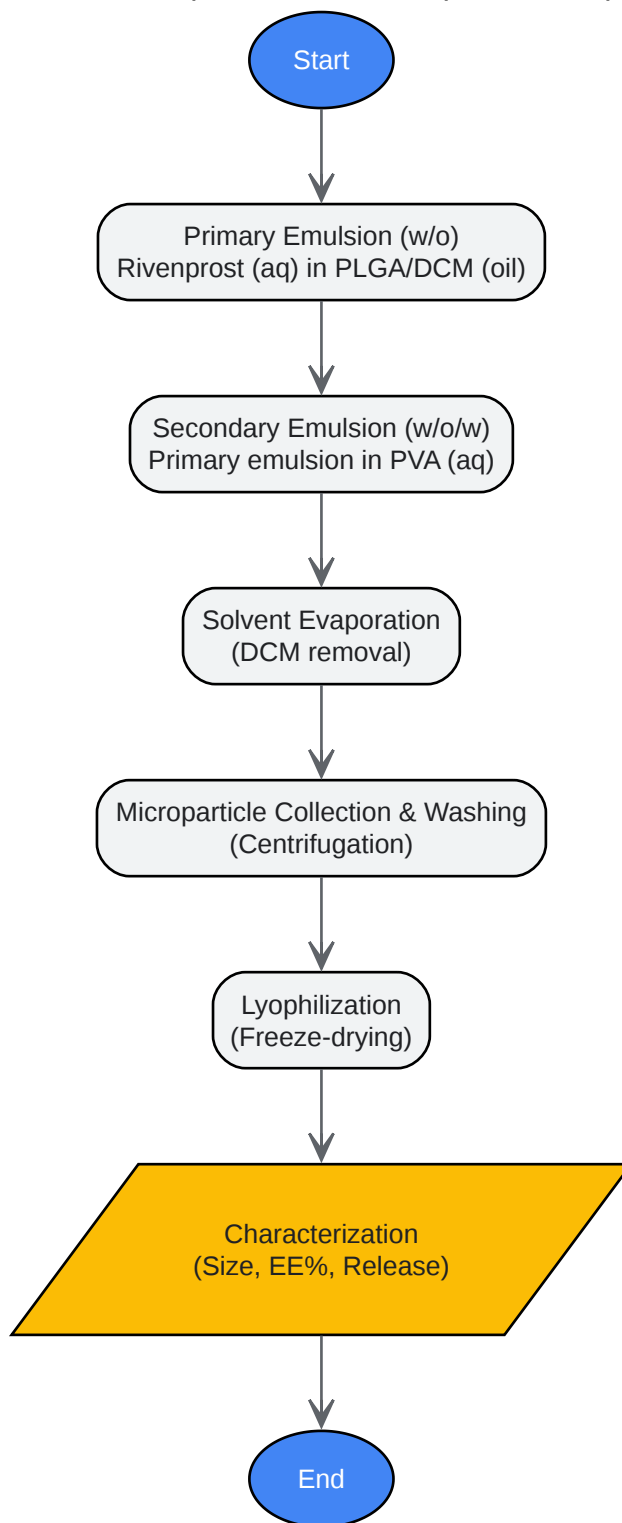 Start
Primary Emulsion (w/o)
Rivenprost (aq) in PLGA/DCM (oil)
Secondary Emulsion (w/o/w)
Primary emulsion in PVA (aq)
Solvent Evaporation
(DCM removal)
Microparticle Collection & Washing
(Centrifugation)
Lyophilization
(Freeze-drying)
Characterization
(Size, EE%, Release)
End